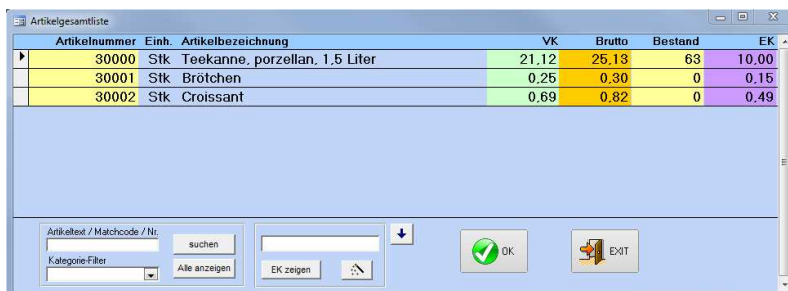 Artikelgesamtliste
Artikelnummer Einh. Artikelbezeichnung VK Brutto Bestand EK
30000 Stk Teekanne, porzellan, 1,5 Liter 21,12 25,13 63 10,00
30001 Stk Brötchen 0,25 0,30 0 0,15
30002 Stk Croissant 0,69 0,82 0 0,49
Artikeltext / Matchcode / Nr.
suchen
Kategorie-Filter
Alle anzeigen
EK zeigen
OK
EXIT